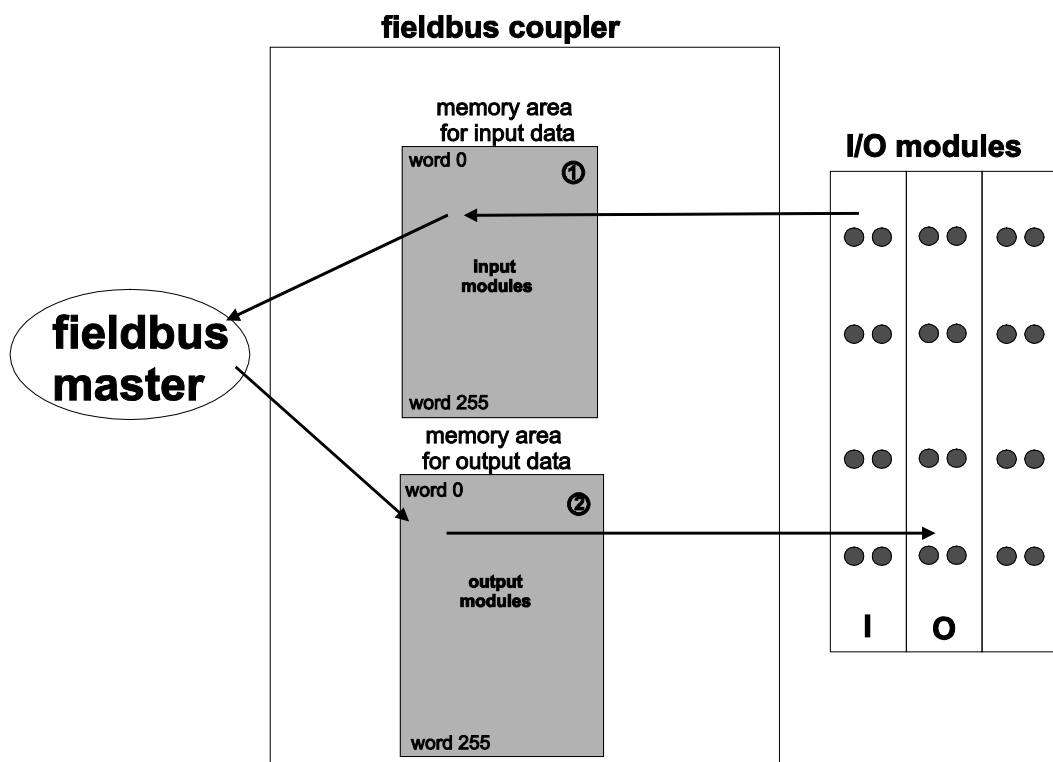 fieldbus coupler
memory area
for input data
word 0
①
input
modules
word 255
I/O modules
fieldbus
master
memory area
for output data
word 0
②
output
modules
word 255
I
O